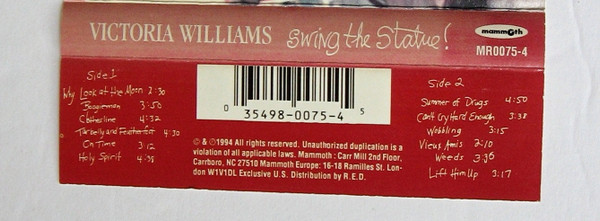 VICTORIA WILLIAMS swing the Statue!
mammoth
MR0075-4
Side 1
Why Look at the Moon 2:30
Boogieman 3:50
Clothesline 4:32
Tarbelly and Featherfoot 4:30
On Time 3:12
Holy Spirit 4:35
0 35498-0075-4 5
© & ℗1994 All rights reserved. Unauthorized duplication is a
violation of all applicable laws. Mammoth: Carr Mill 2nd Floor,
Carrboro, NC 27510 Mammoth Europe: 16-18 Ramilles St. Lon-
don W1V1DL Exclusive U.S. Distribution by R.E.D.
Side 2
Summer of Drugs 4:50
Can't Cry Hard Enough 3:38
Wobbling 3:15
Vieux Amis 2:10
Weeds 3:36
Lift Him Up 3:17